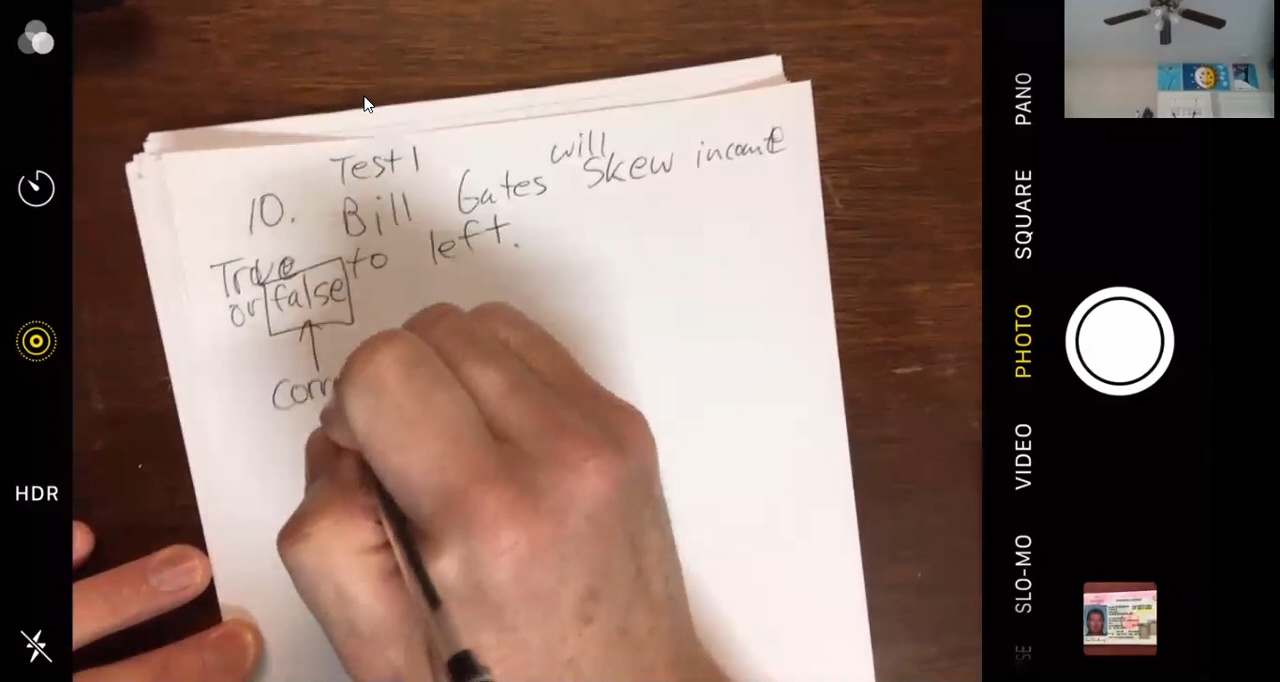 Test 1
10. Bill Gates will skew income
True to left.
or false
Corr
HDR
PANO
SQUARE
PHOTO
VIDEO
SLO-MO
SE